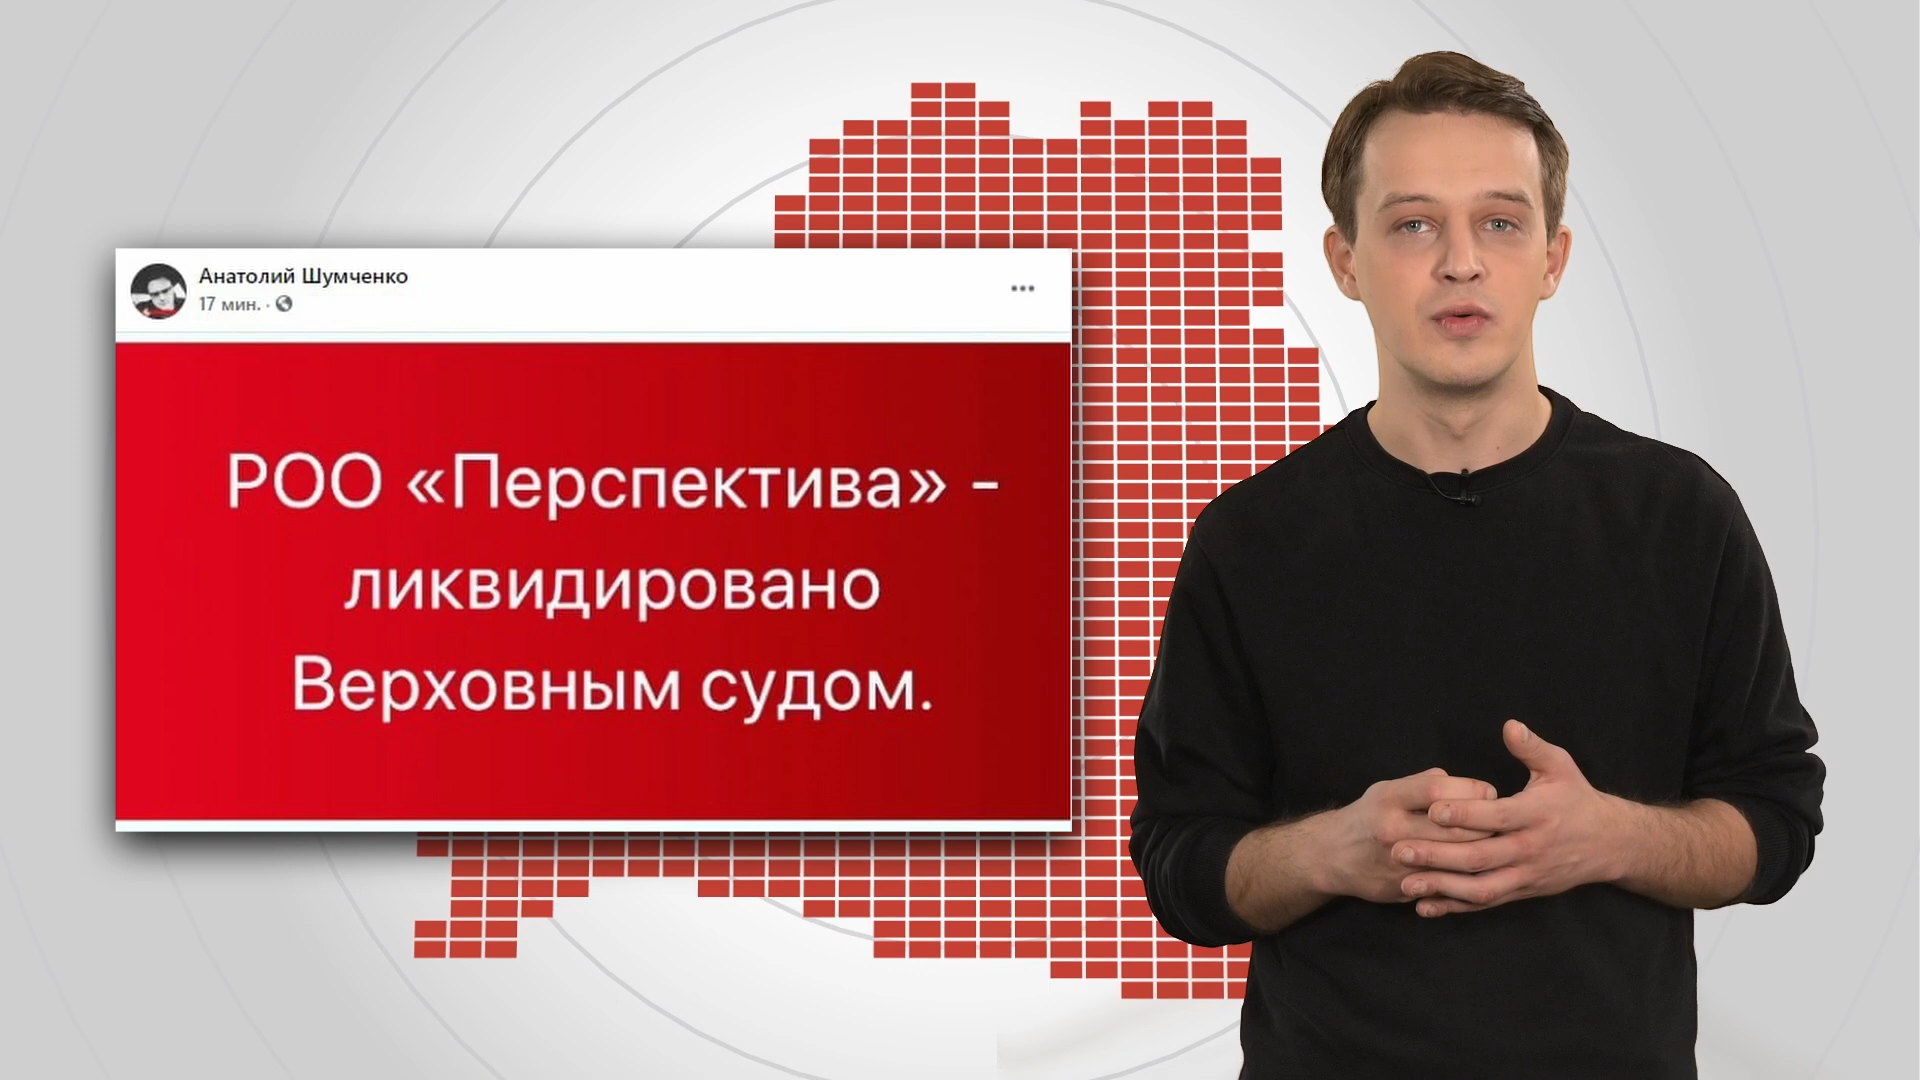 Анатолий Шумченко
17 мин. ·
РОО «Перспектива» -
ликвидировано
Верховным судом.